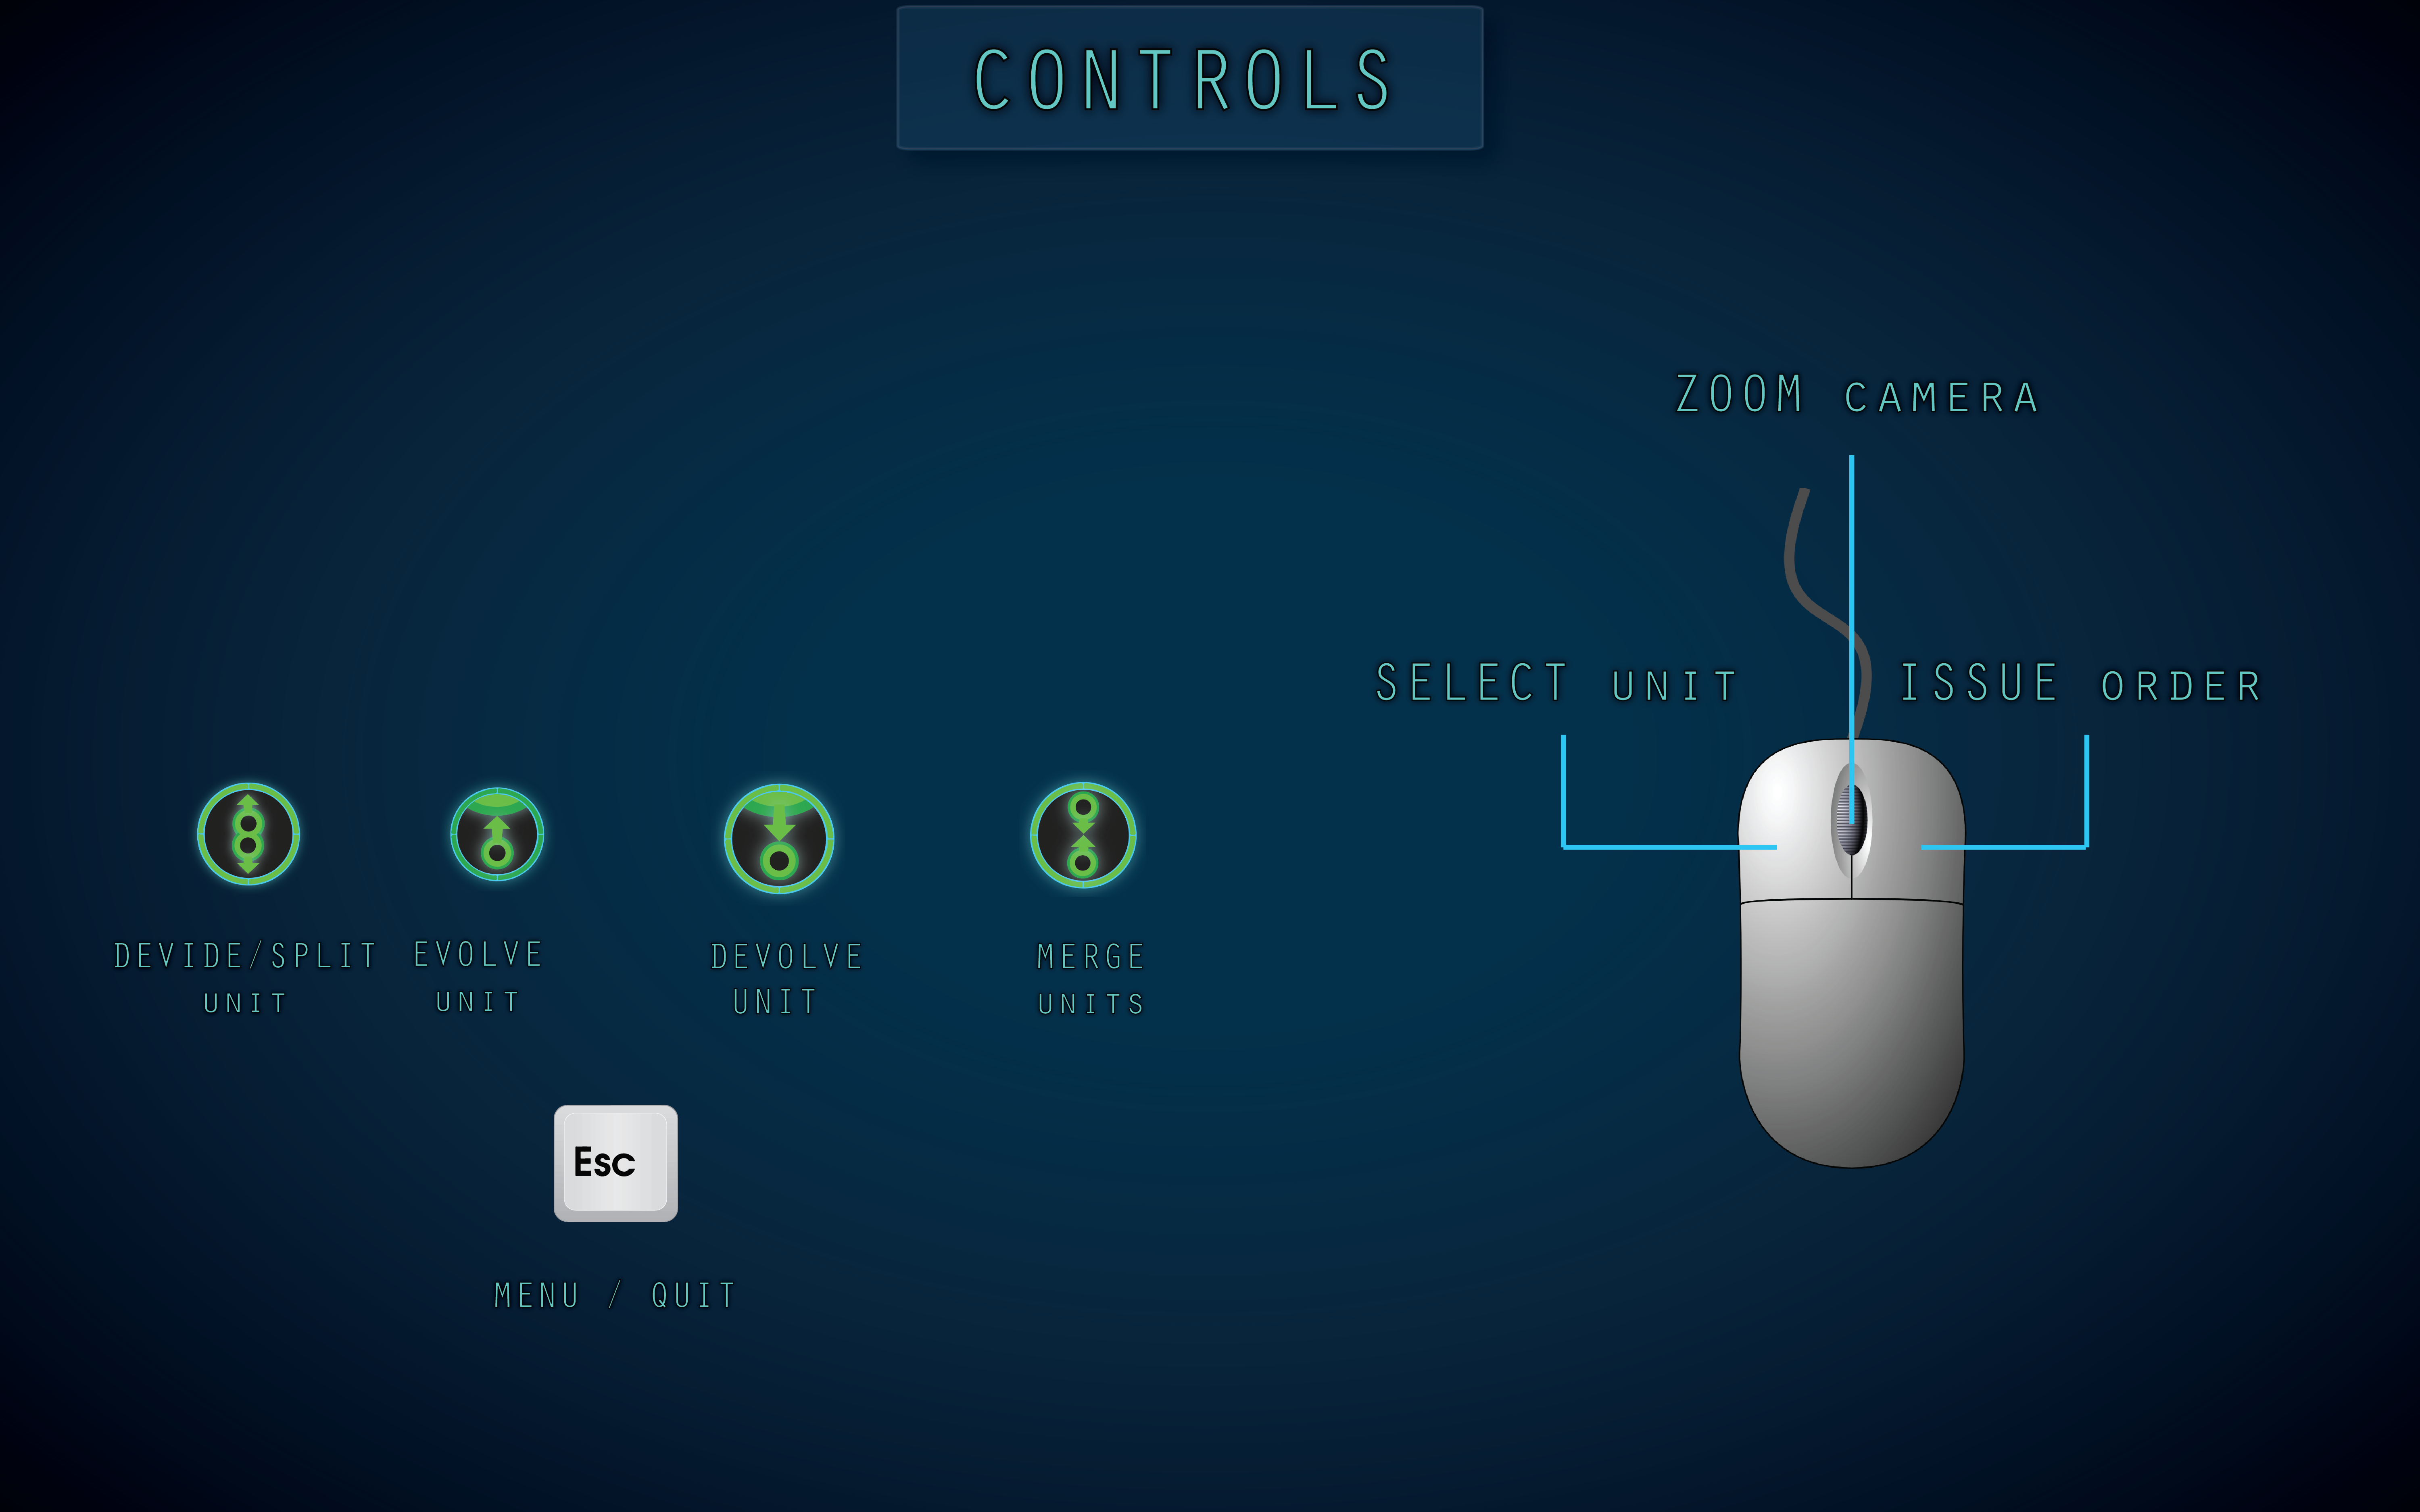 CONTROLS
ZOOM CAMERA
SELECT UNIT
ISSUE ORDER
DEVIDE/SPLIT
UNIT
EVOLVE
UNIT
DEVOLVE
UNIT
MERGE
UNITS
Esc
MENU / QUIT